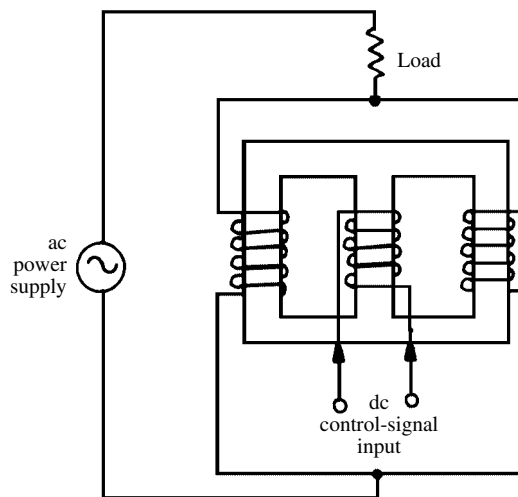 Load
ac
power
supply
dc
control-signal
input